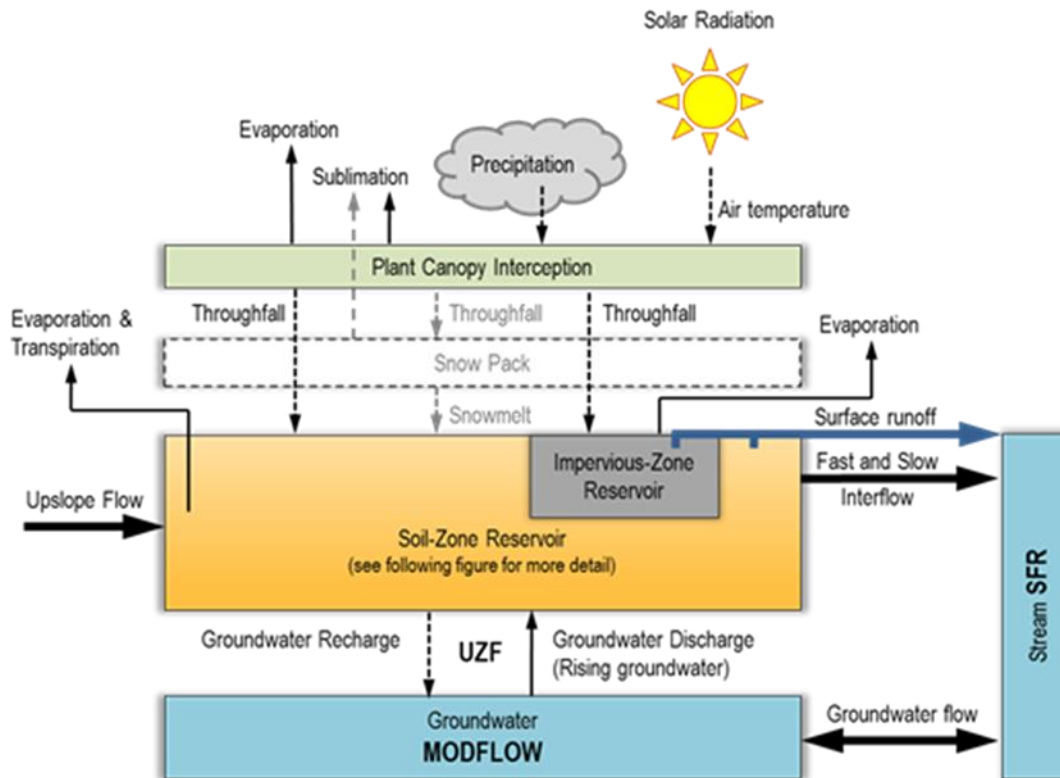 Solar Radiation
Evaporation
Sublimation
Precipitation
Air temperature
Plant Canopy Interception
Evaporation &
Transpiration
Throughfall
Throughfall
Throughfall
Evaporation
Snow Pack
Snowmelt
Surface runoff
Impervious-Zone
Reservoir
Fast and Slow
Interflow
Upslope Flow
Soil-Zone Reservoir
(see following figure for more detail)
Stream SFR
Groundwater Recharge
UZF
Groundwater Discharge
(Rising groundwater)
Groundwater
MODFLOW
Groundwater flow